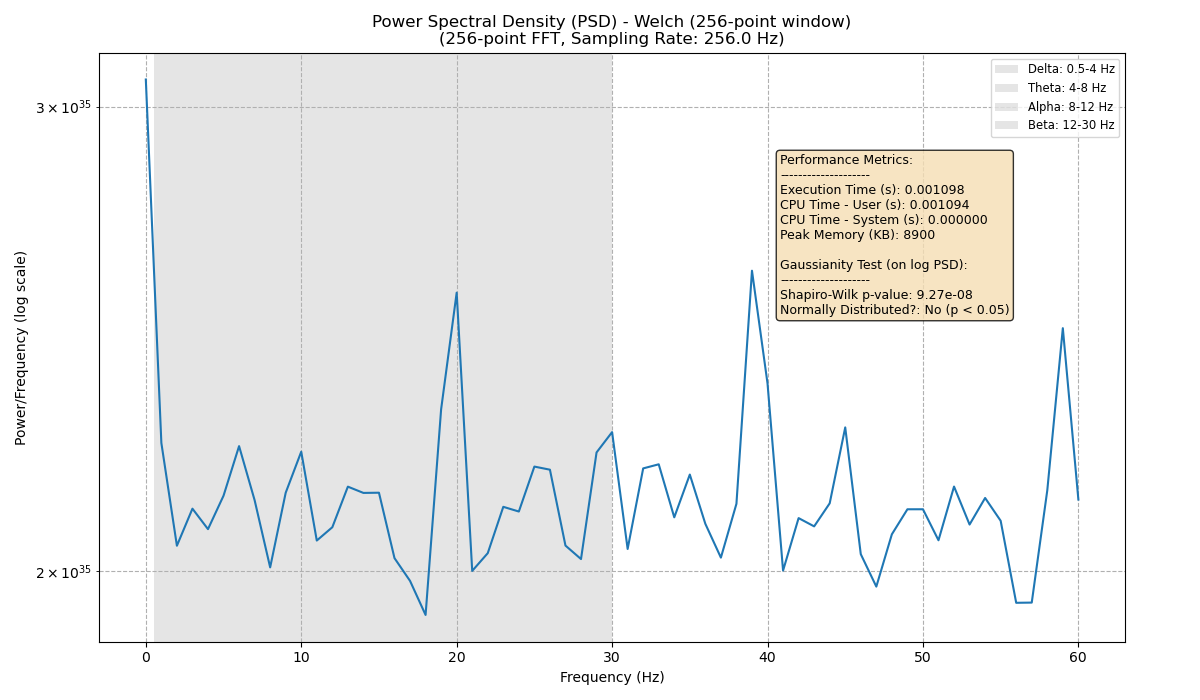 Power Spectral Density (PSD) - Welch (256-point window)
(256-point FFT, Sampling Rate: 256.0 Hz)
Delta: 0.5-4 Hz
Theta: 4-8 Hz
Alpha: 8-12 Hz
Beta: 12-30 Hz
3 × 10³⁵
Performance Metrics:
--------------------
Execution Time (s): 0.001098
CPU Time - User (s): 0.001094
CPU Time - System (s): 0.000000
Peak Memory (KB): 8900
Gaussianity Test (on log PSD):
--------------------
Shapiro-Wilk p-value: 9.27e-08
Normally Distributed?: No (p < 0.05)
Power/Frequency (log scale)
2 × 10³⁵
0 10 20 30 40 50 60
Frequency (Hz)